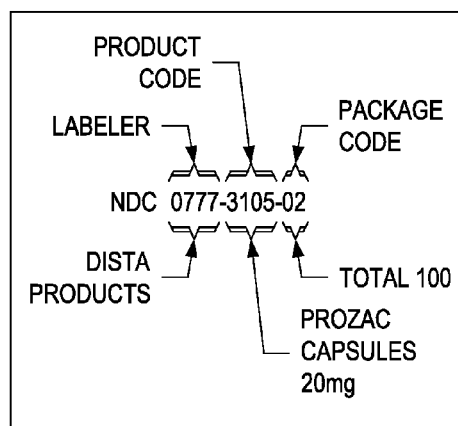 PRODUCT
CODE
LABELER
PACKAGE
CODE
NDC 0777-3105-02
DISTA
PRODUCTS
TOTAL 100
PROZAC
CAPSULES
20mg